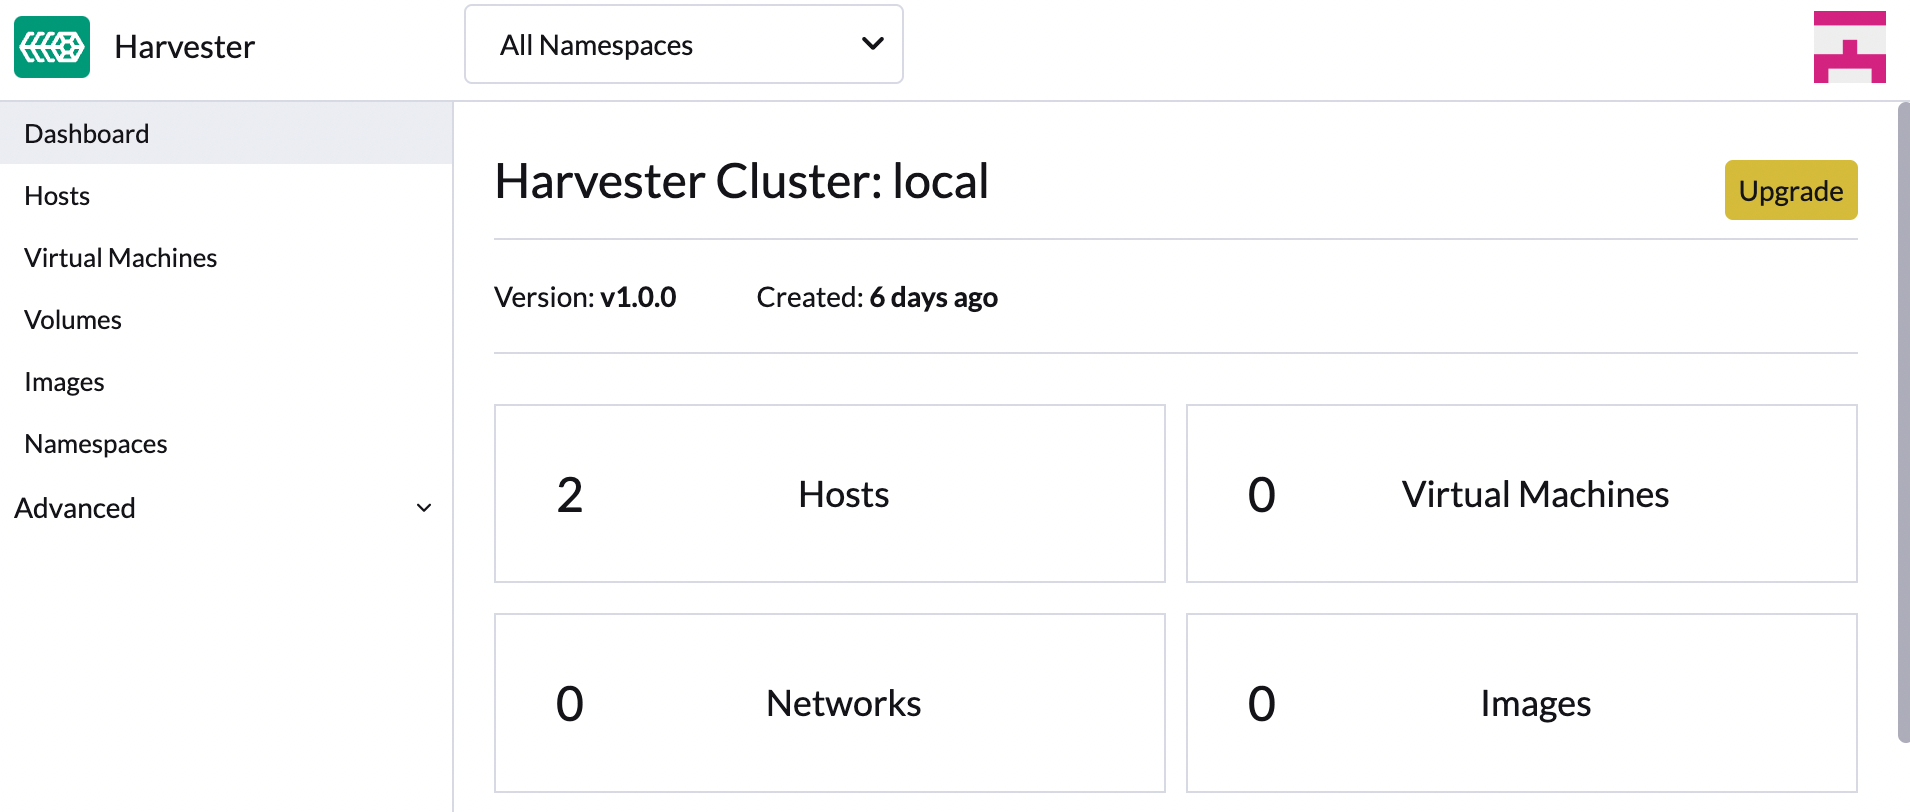 Harvester
All Namespaces
Dashboard
Hosts
Virtual Machines
Volumes
Images
Namespaces
Advanced
Harvester Cluster: local
Upgrade
Version: v1.0.0
Created: 6 days ago
2 Hosts
0 Virtual Machines
0 Networks
0 Images